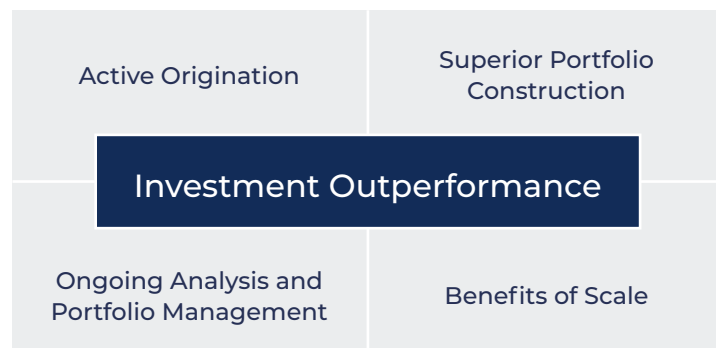 Active Origination
Superior Portfolio
Construction
Investment Outperformance
Ongoing Analysis and
Portfolio Management
Benefits of Scale